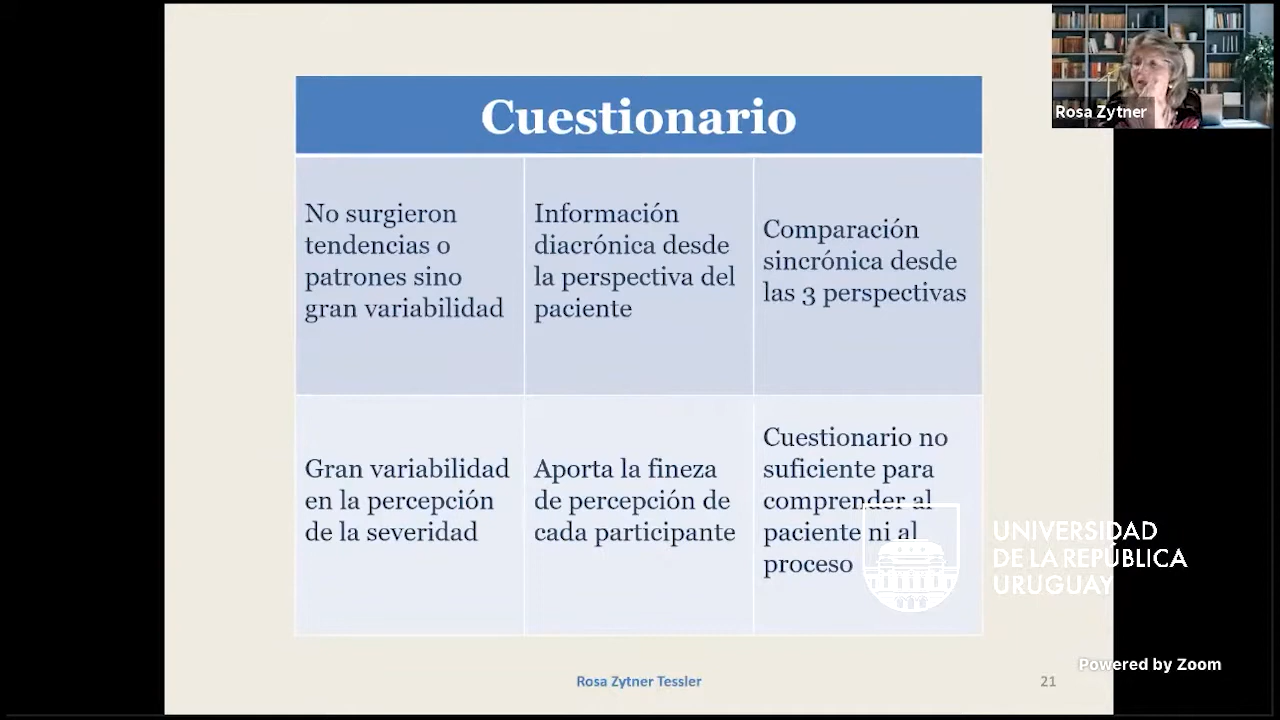 Cuestionario
No surgieron
tendencias o
patrones sino
gran variabilidad
Información
diacrónica desde
la perspectiva del
paciente
Comparación
sincrónica desde
las 3 perspectivas
Gran variabilidad
en la percepción
de la severidad
Aporta la fineza
de percepción de
cada participante
Cuestionario no
suficiente para
comprender al
paciente ni al
proceso
Rosa Zytner Tessler
21
Rosa Zytner
UNIVERSIDAD
DE LA REPÚBLICA
URUGUAY
Powered by Zoom